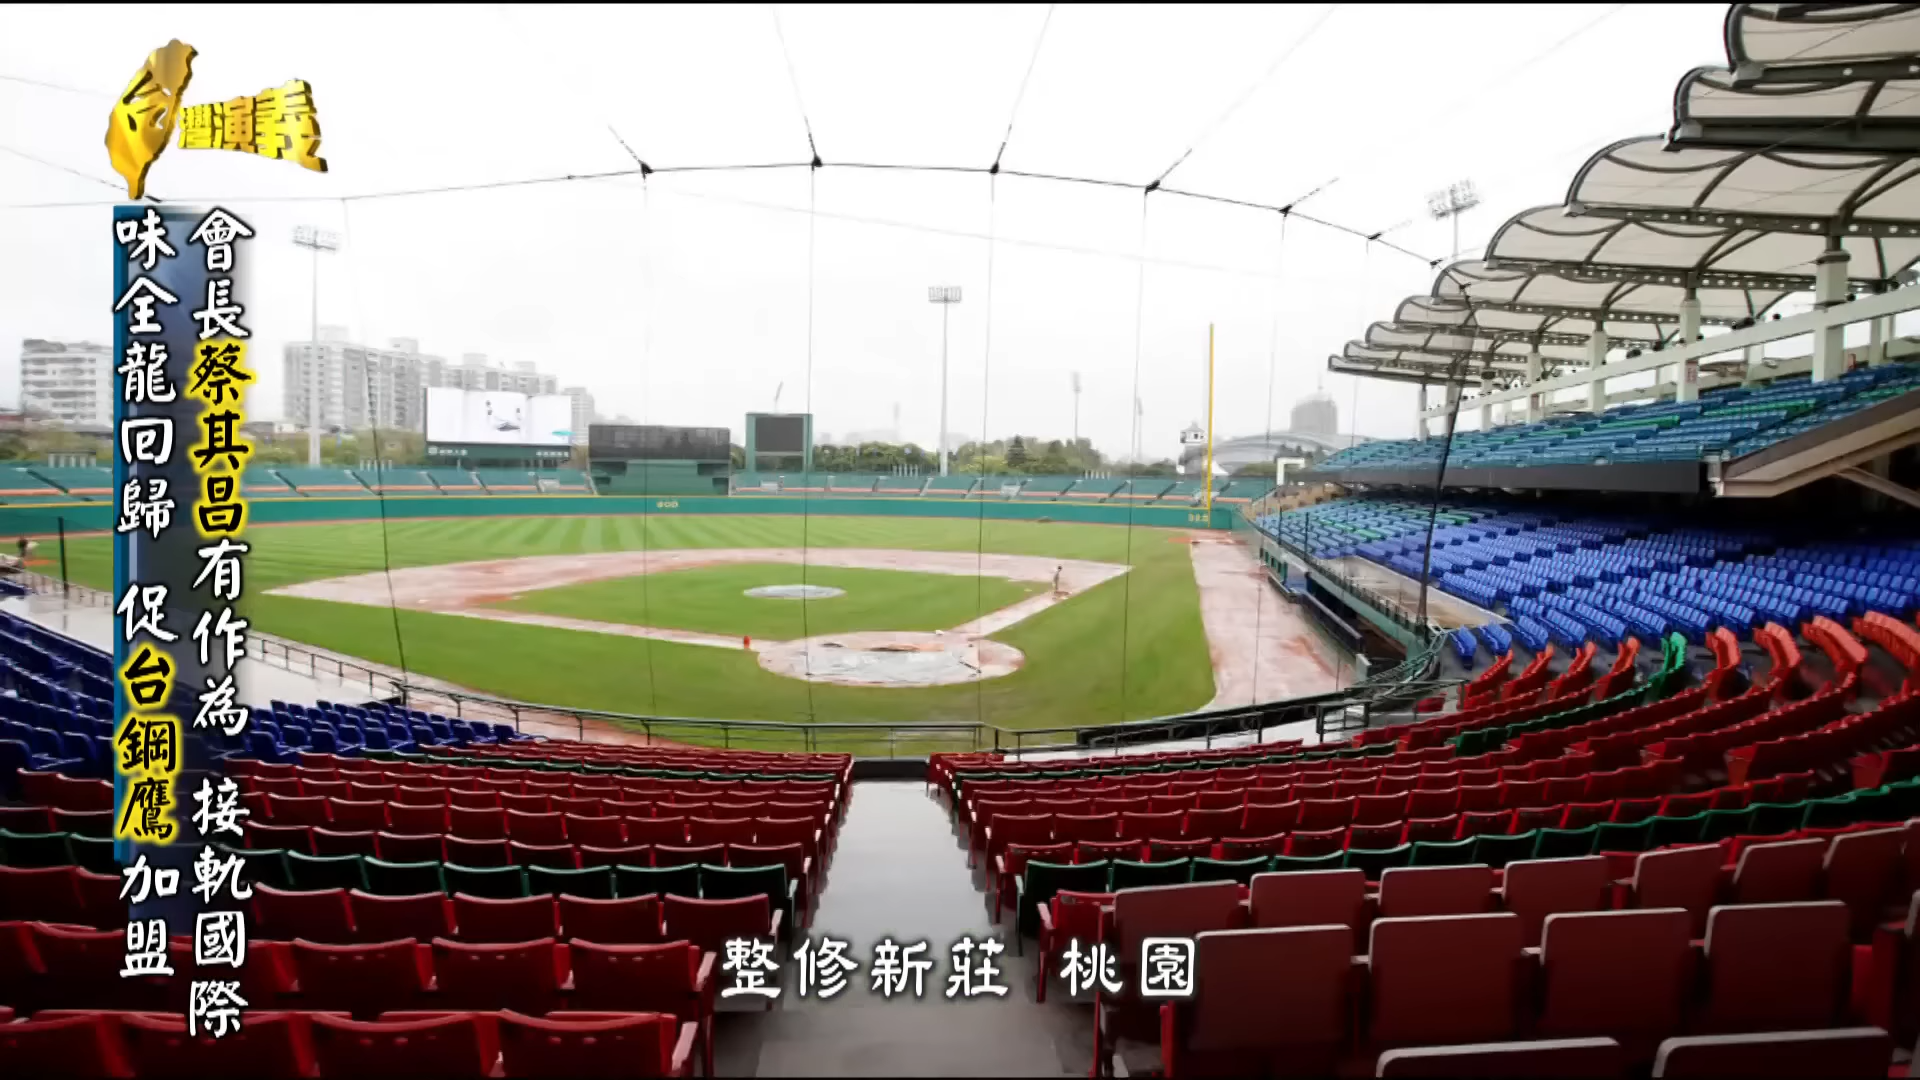 台灣演義
會長蔡其昌有作為 接軌國際
味全龍回歸 促台鋼鷹加盟
整修新莊 桃園